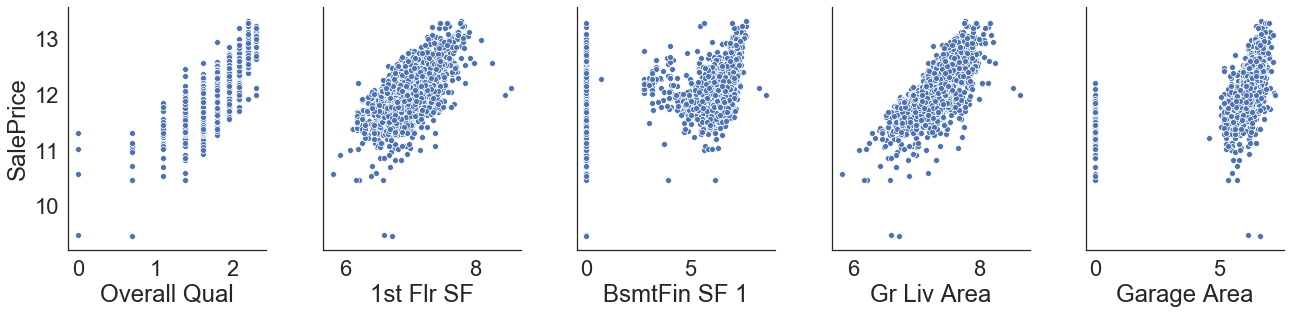 SalePrice
13
12
11
10
0 1 2
Overall Qual
6 8
1st Flr SF
0 5
BsmtFin SF 1
6 8
Gr Liv Area
0 5
Garage Area